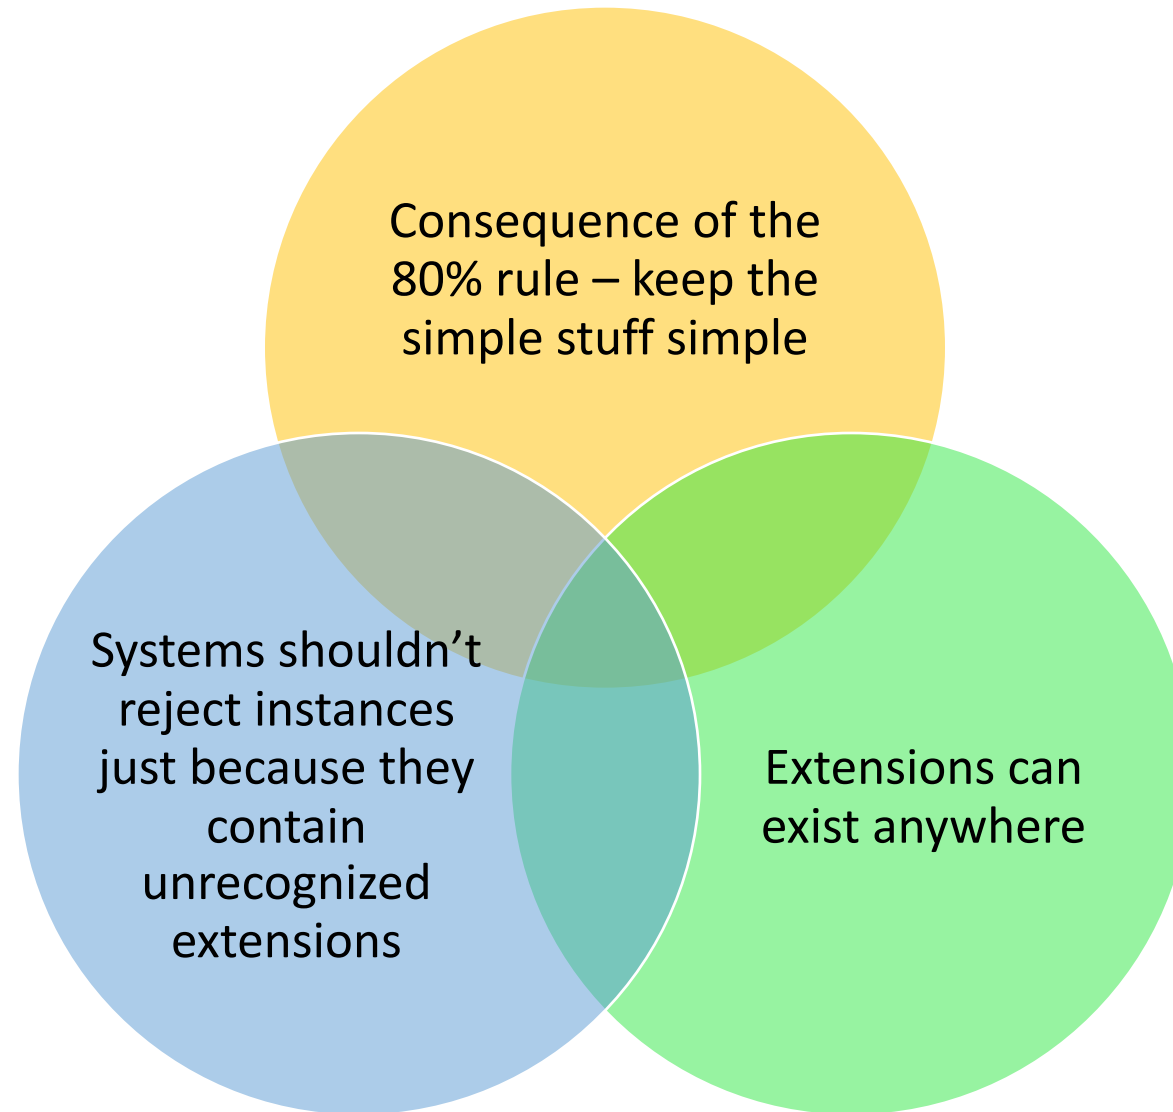 Consequence of the
80% rule – keep the
simple stuff simple
Systems shouldn’t
reject instances
just because they
contain
unrecognized
extensions
Extensions can
exist anywhere